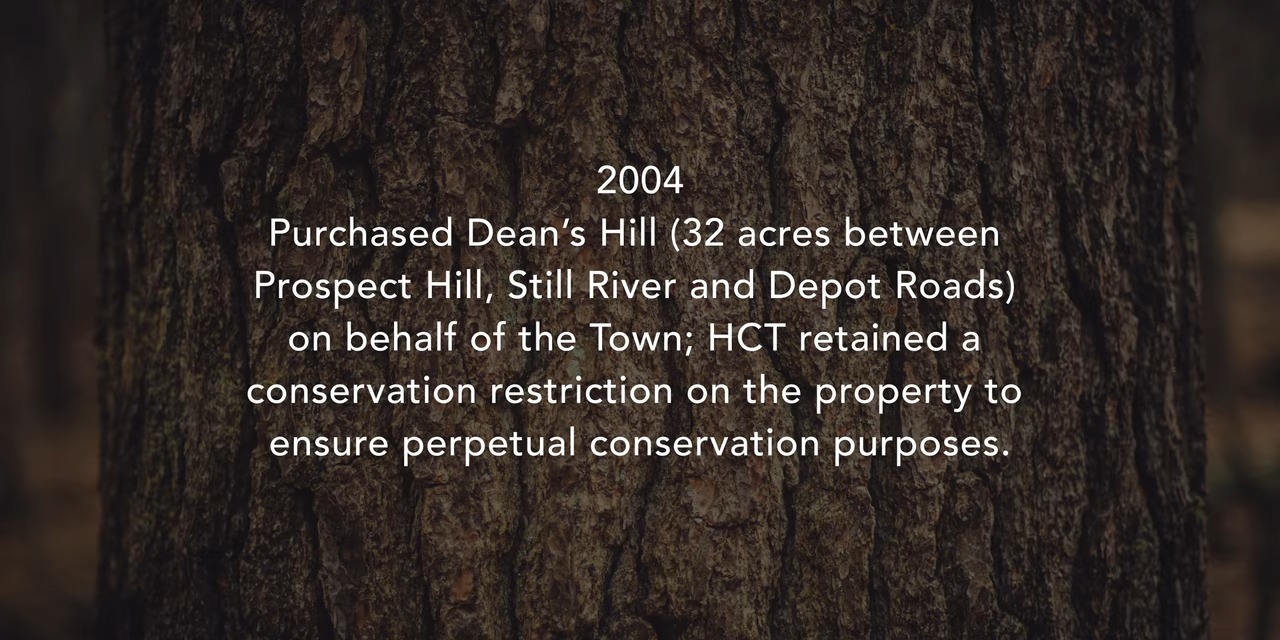 2004
Purchased Dean’s Hill (32 acres between
Prospect Hill, Still River and Depot Roads)
on behalf of the Town; HCT retained a
conservation restriction on the property to
ensure perpetual conservation purposes.